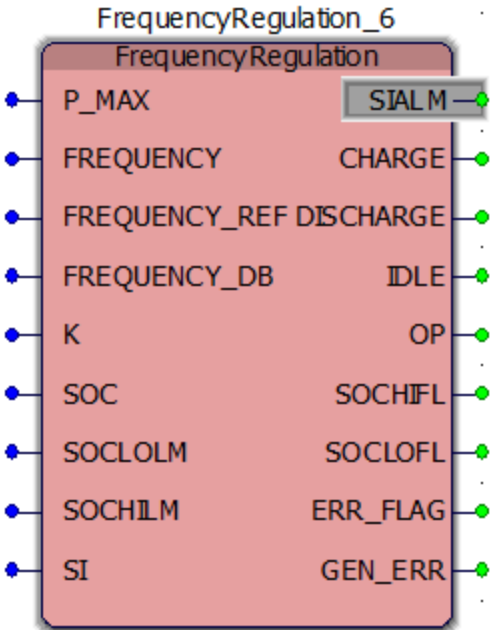 FrequencyRegulation_6
FrequencyRegulation
P_MAX SIALM
FREQUENCY CHARGE
FREQUENCY_REF DISCHARGE
FREQUENCY_DB IDLE
K OP
SOC SOCHIFL
SOCLOLM SOCLOFL
SOCHILM ERR_FLAG
SI GEN_ERR